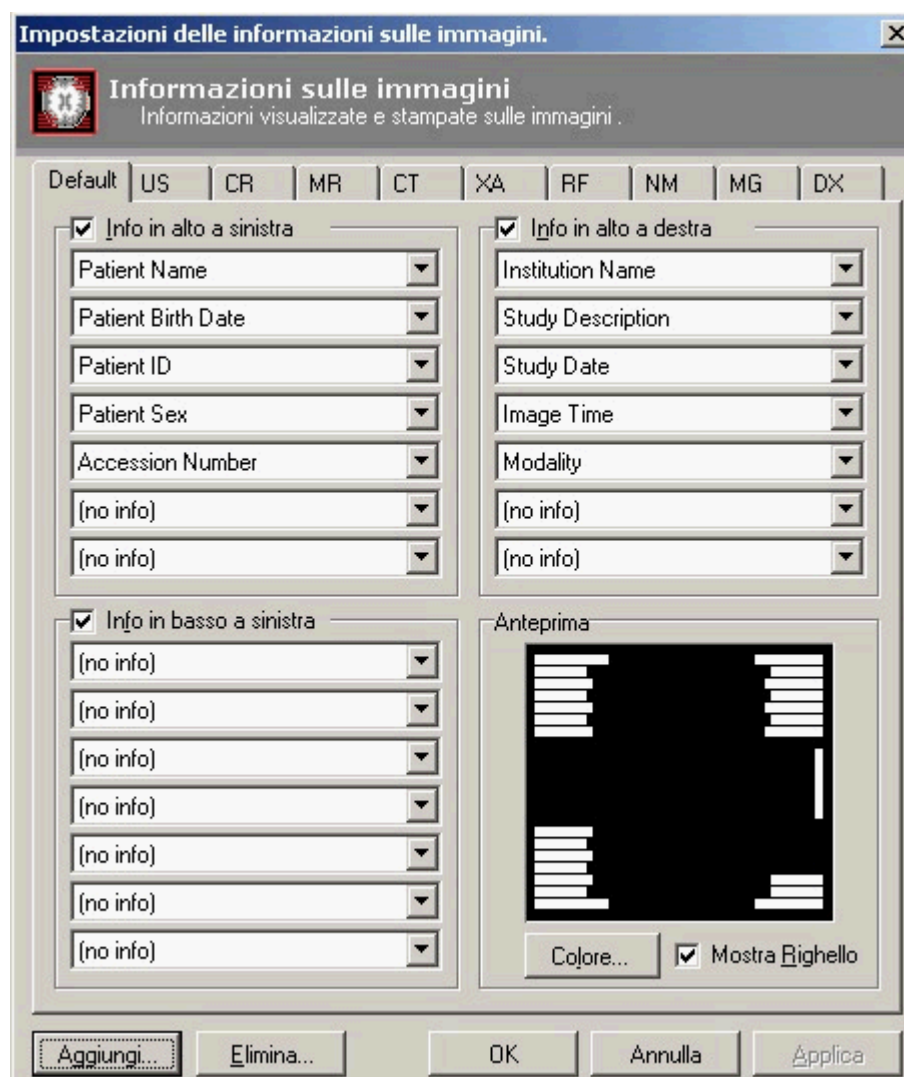 Impostazioni delle informazioni sulle immagini.
Informazioni sulle immagini
Informazioni visualizzate e stampate sulle immagini .
Default US CR MR CT XA RF NM MG DX
Info in alto a sinistra
Patient Name
Patient Birth Date
Patient ID
Patient Sex
Accession Number
(no info)
(no info)
Info in alto a destra
Institution Name
Study Description
Study Date
Image Time
Modality
(no info)
(no info)
Info in basso a sinistra
(no info)
(no info)
(no info)
(no info)
(no info)
(no info)
(no info)
Anteprima
Colore... Mostra Righello
Aggiungi... Elimina... OK Annulla Applica